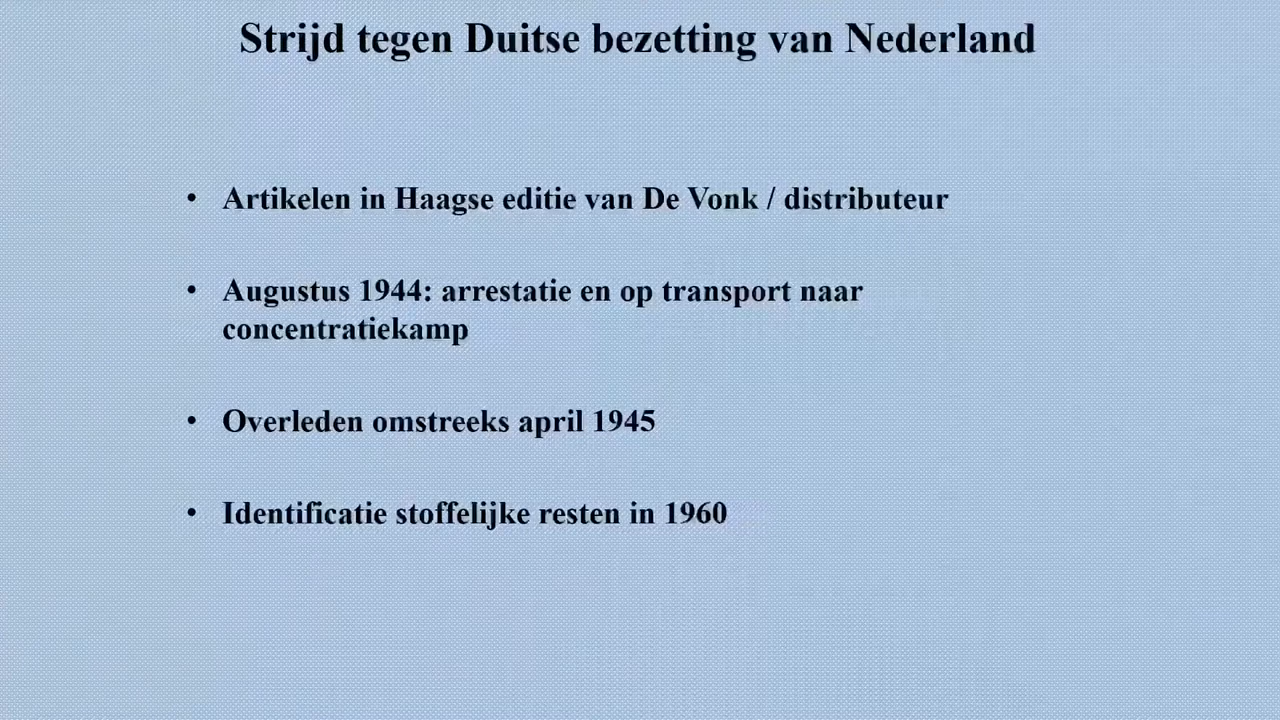 Strijd tegen Duitse bezetting van Nederland
• Artikelen in Haagse editie van De Vonk / distributeur
• Augustus 1944: arrestatie en op transport naar
concentratiekamp
• Overleden omstreeks april 1945
• Identificatie stoffelijke resten in 1960